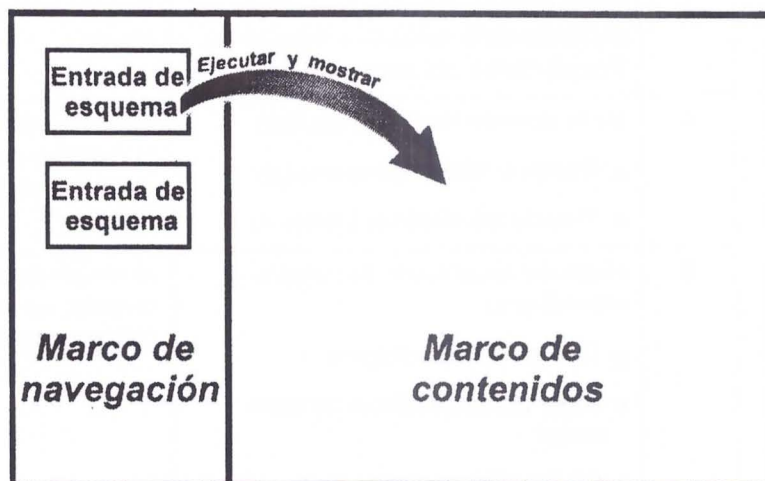 Entrada de
esquema
Ejecutar y mostrar
Entrada de
esquema
Marco de
navegación
Marco de
contenidos